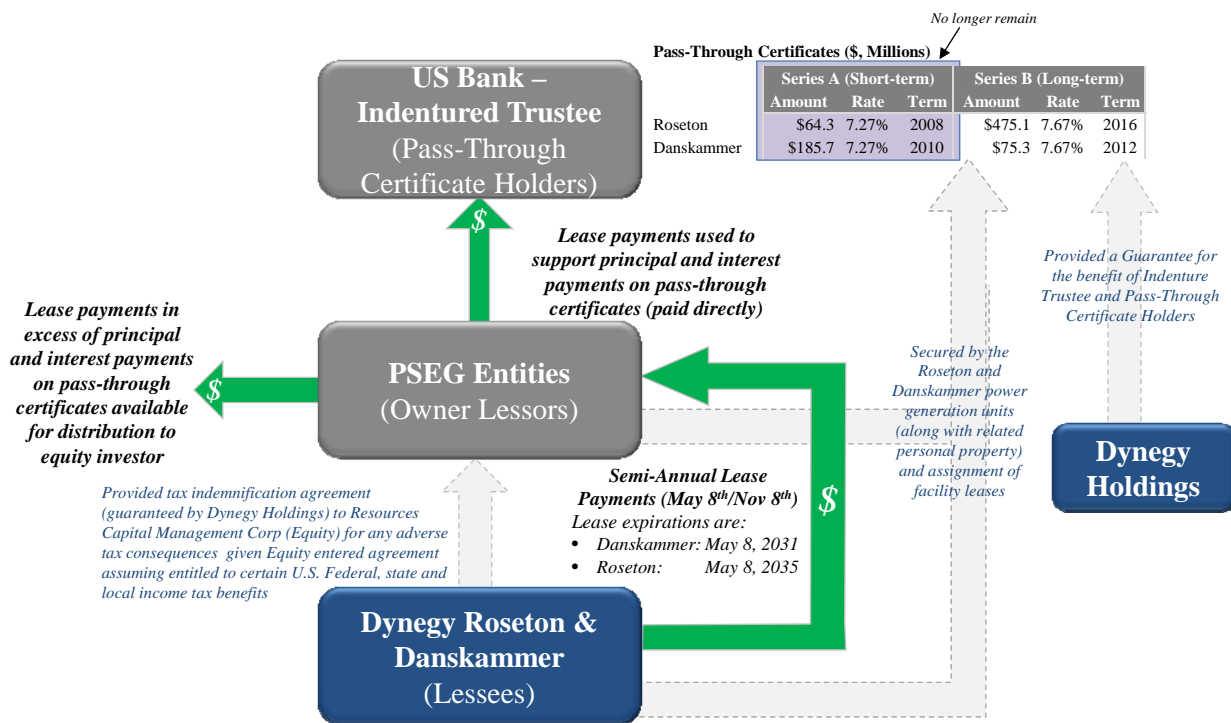 No longer remain
Pass-Through Certificates ($, Millions)
Series A (Short-term) Series B (Long-term)
Amount Rate Term Amount Rate Term
Roseton $64.3 7.27% 2008 $475.1 7.67% 2016
Danskammer $185.7 7.27% 2010 $75.3 7.67% 2012
US Bank –
Indentured Trustee
(Pass-Through
Certificate Holders)
$
Lease payments used to
support principal and interest
payments on pass-through
certificates (paid directly)
Provided a Guarantee for
the benefit of Indenture
Trustee and Pass-Through
Certificate Holders
Lease payments in
excess of principal
and interest payments
on pass-through
certificates available
for distribution to
equity investor
$
PSEG Entities
(Owner Lessors)
Secured by the
Roseton and
Danskammer power
generation units
(along with related
personal property)
and assignment of
facility leases
Dynegy
Holdings
Semi-Annual Lease
Payments (May 8th/Nov 8th)
Lease expirations are:
• Danskammer: May 8, 2031
• Roseton: May 8, 2035
$
Provided tax indemnification agreement
(guaranteed by Dynegy Holdings) to Resources
Capital Management Corp (Equity) for any adverse
tax consequences given Equity entered agreement
assuming entitled to certain U.S. Federal, state and
local income tax benefits
Dynegy Roseton &
Danskammer
(Lessees)